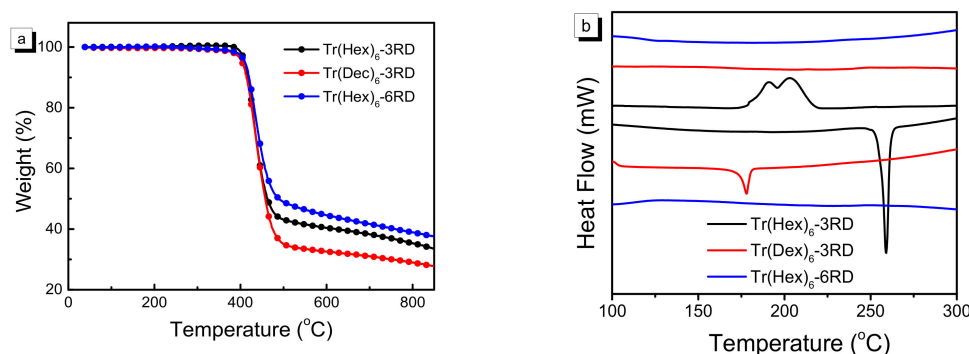 a
Weight (%)
100
80
60
40
20
0
200
400
600
800
Temperature (°C)
Tr(Hex)₆-3RD
Tr(Dec)₆-3RD
Tr(Hex)₆-6RD
b
Heat Flow (mW)
Tr(Hex)₆-3RD
Tr(Dex)₆-3RD
Tr(Hex)₆-6RD
100
150
200
250
300
Temperature (°C)